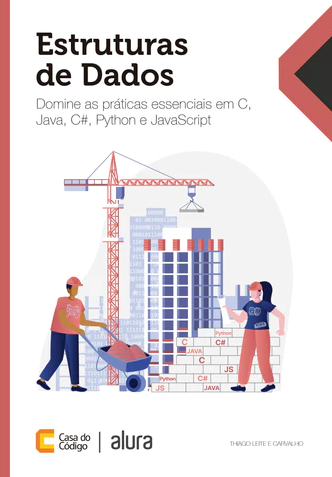 Estruturas
de Dados
Domine as práticas essenciais em C,
Java, C#, Python e JavaScript
Python
C
C#
JAVA
C
JS
Python
C#
JS
JAVA
Casa do
Código
alura
THIAGO LEITE E CARVALHO